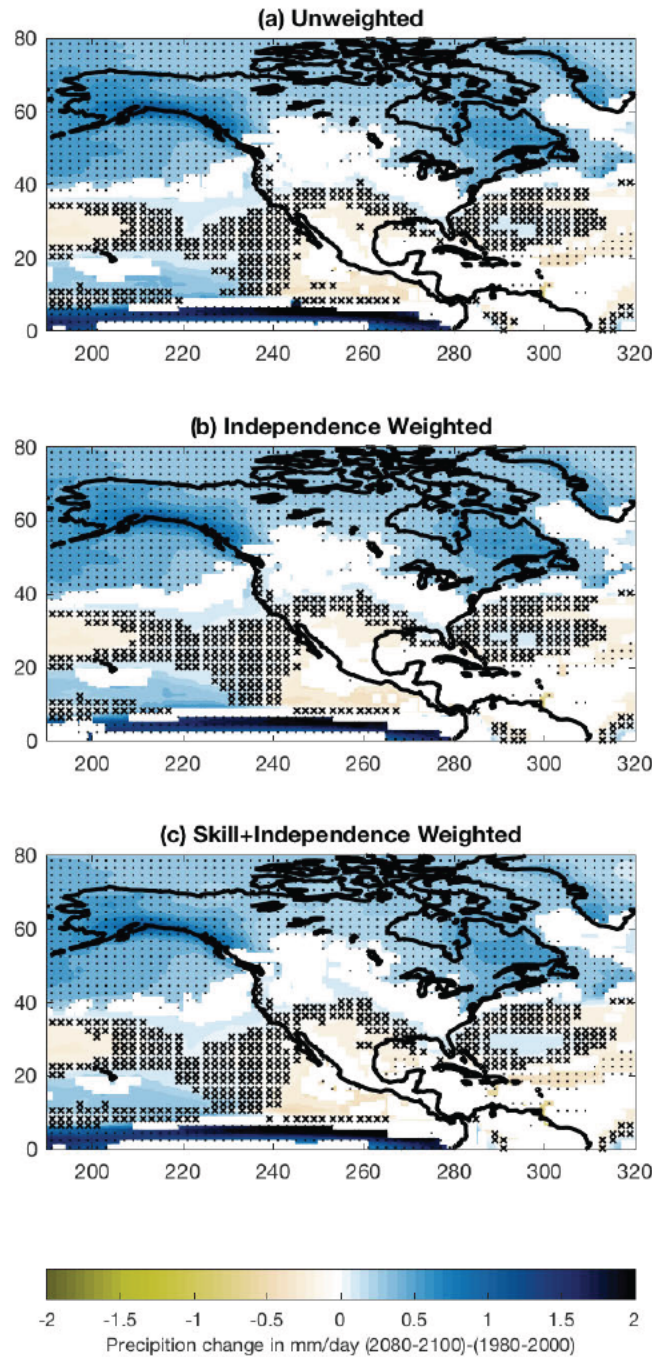 (a) Unweighted
80
60
40
20
0
200 220 240 260 280 300 320
(b) Independence Weighted
80
60
40
20
0
200 220 240 260 280 300 320
(c) Skill+Independence Weighted
80
60
40
20
0
200 220 240 260 280 300 320
-2 -1.5 -1 -0.5 0 0.5 1 1.5 2
Precipition change in mm/day (2080-2100)-(1980-2000)